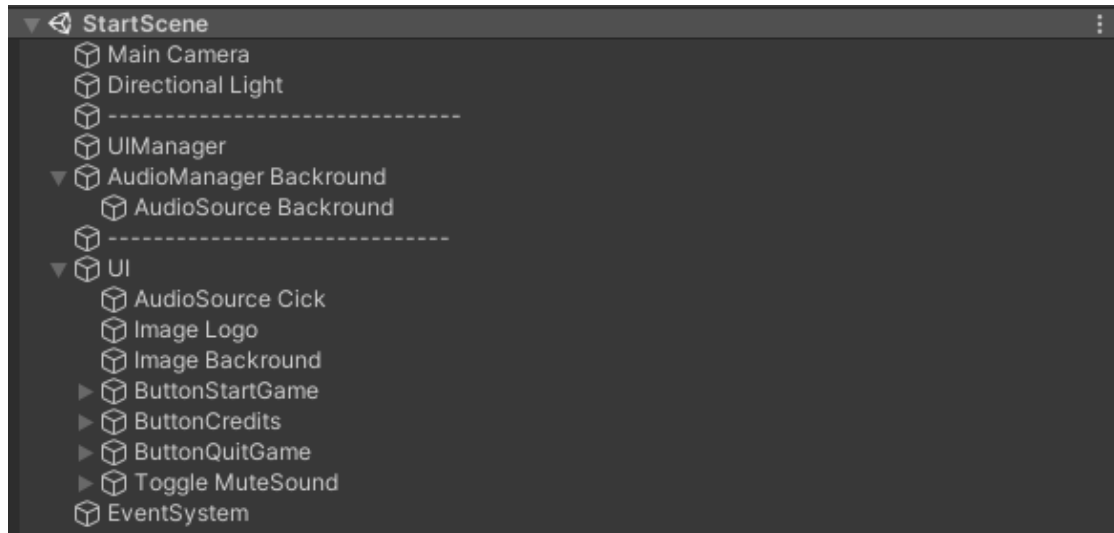 StartScene
Main Camera
Directional Light
-------------------------------
UIManager
AudioManager Backround
AudioSource Backround
------------------------------
UI
AudioSource Cick
Image Logo
Image Backround
ButtonStartGame
ButtonCredits
ButtonQuitGame
Toggle MuteSound
EventSystem